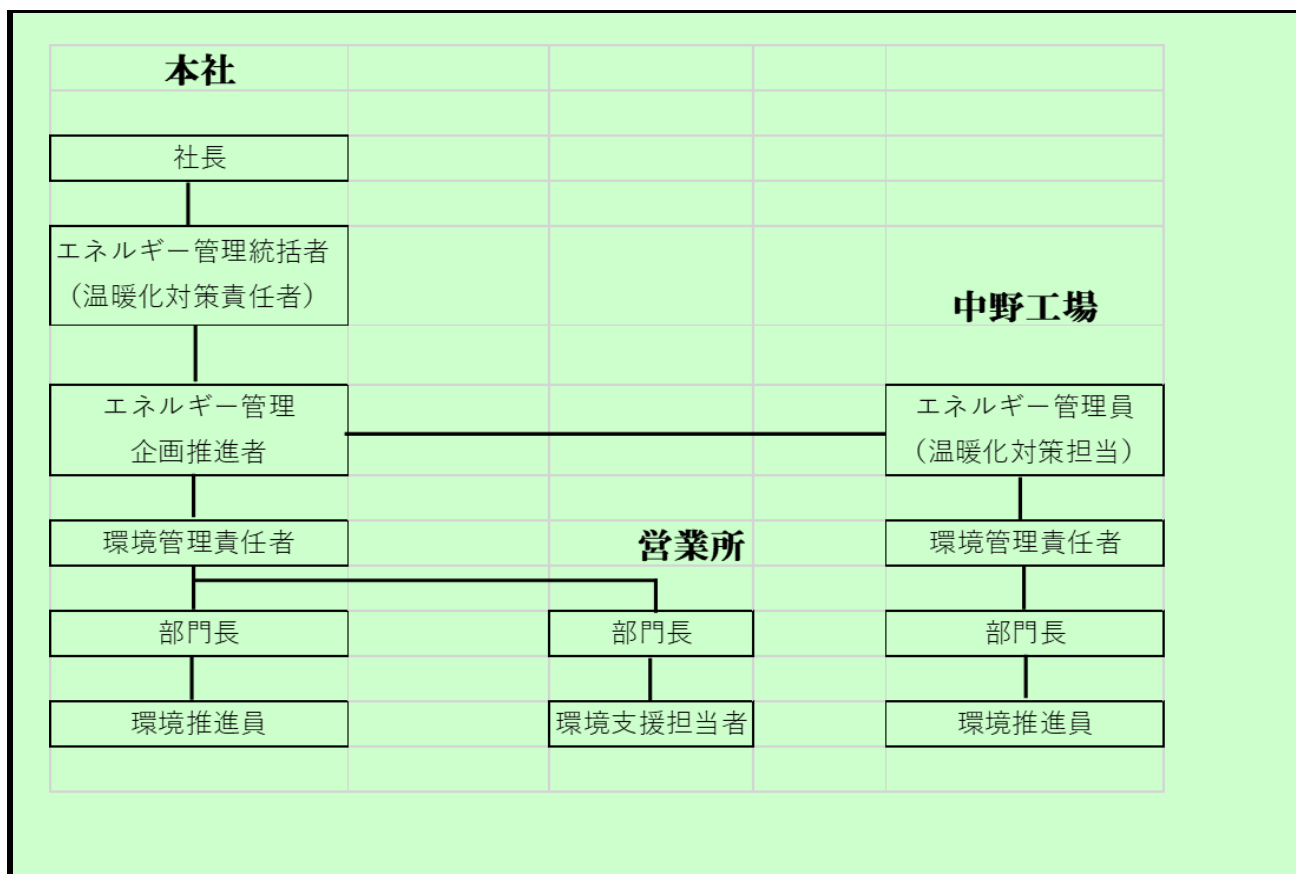 本社
社長
エネルギー管理統括者
（温暖化対策責任者）
中野工場
エネルギー管理
企画推進者
エネルギー管理員
（温暖化対策担当）
環境管理責任者
営業所
環境管理責任者
部門長
部門長
部門長
環境推進員
環境支援担当者
環境推進員